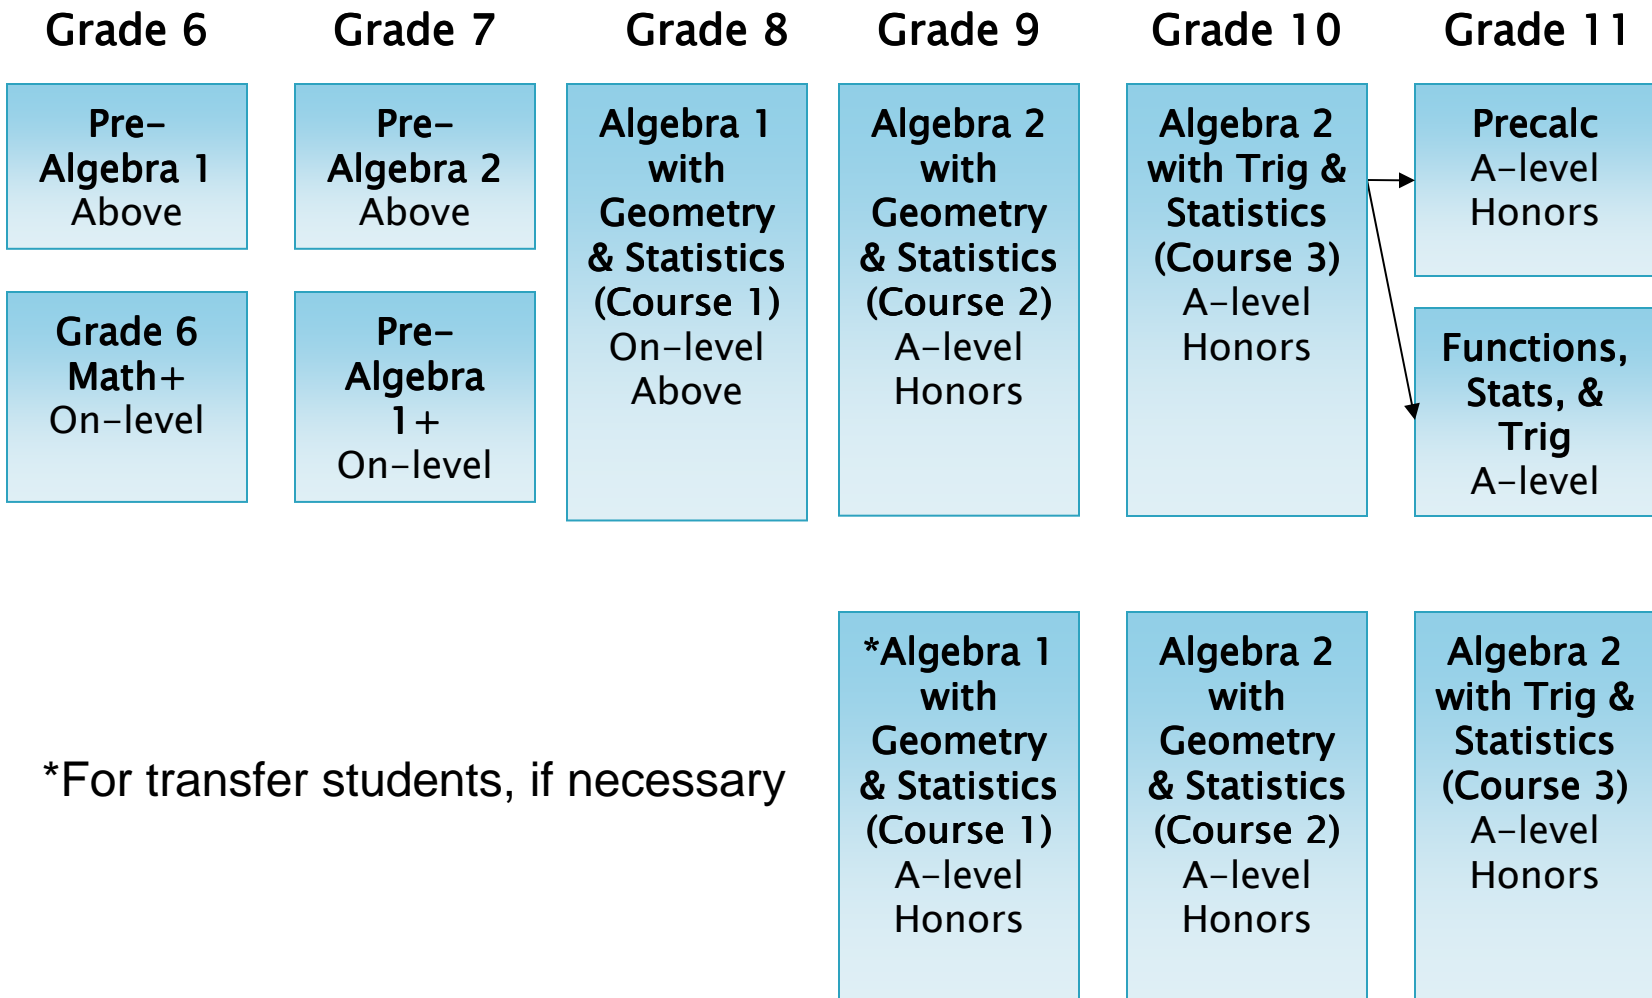 Grade 6
Grade 7
Grade 8
Grade 9
Grade 10
Grade 11
Pre-
Algebra 1
Above
Pre-
Algebra 2
Above
Algebra 1
with
Geometry
& Statistics
(Course 1)
On-level
Above
Algebra 2
with
Geometry
& Statistics
(Course 2)
A-level
Honors
Algebra 2
with Trig &
Statistics
(Course 3)
A-level
Honors
Precalc
A-level
Honors
Grade 6
Math+
On-level
Pre-
Algebra
1+
On-level
Functions,
Stats, &
Trig
A-level
*For transfer students, if necessary
*Algebra 1
with
Geometry
& Statistics
(Course 1)
A-level
Honors
Algebra 2
with
Geometry
& Statistics
(Course 2)
A-level
Honors
Algebra 2
with Trig &
Statistics
(Course 3)
A-level
Honors